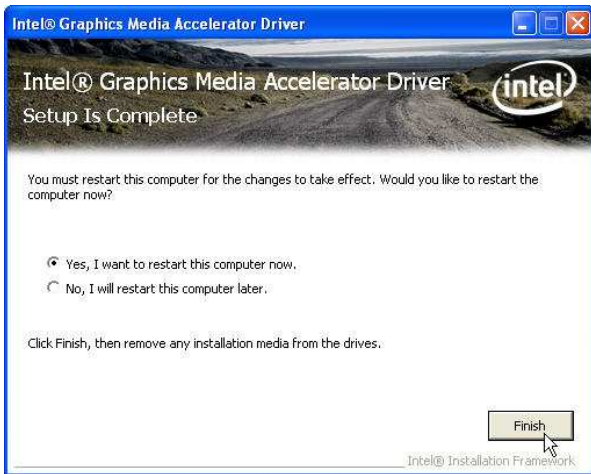 Intel® Graphics Media Accelerator Driver
Intel® Graphics Media Accelerator Driver
intel
Setup Is Complete
You must restart this computer for the changes to take effect. Would you like to restart the
computer now?
Yes, I want to restart this computer now.
No, I will restart this computer later.
Click Finish, then remove any installation media from the drives.
Finish
Intel® Installation Framework